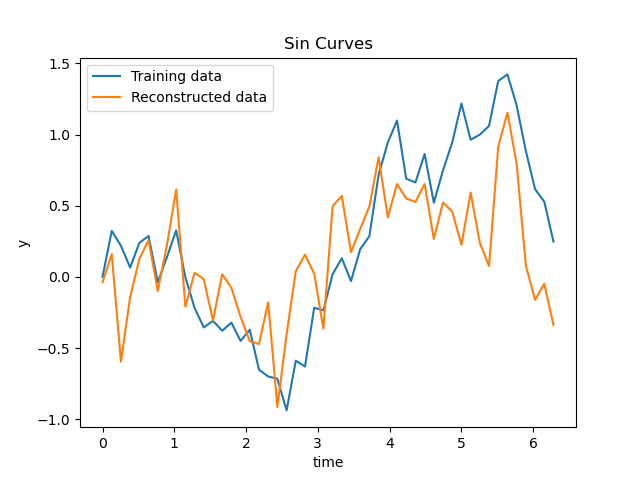 Sin Curves
Training data
Reconstructed data
1.5
1.0
0.5
0.0
−0.5
−1.0
y
0 1 2 3 4 5 6
time